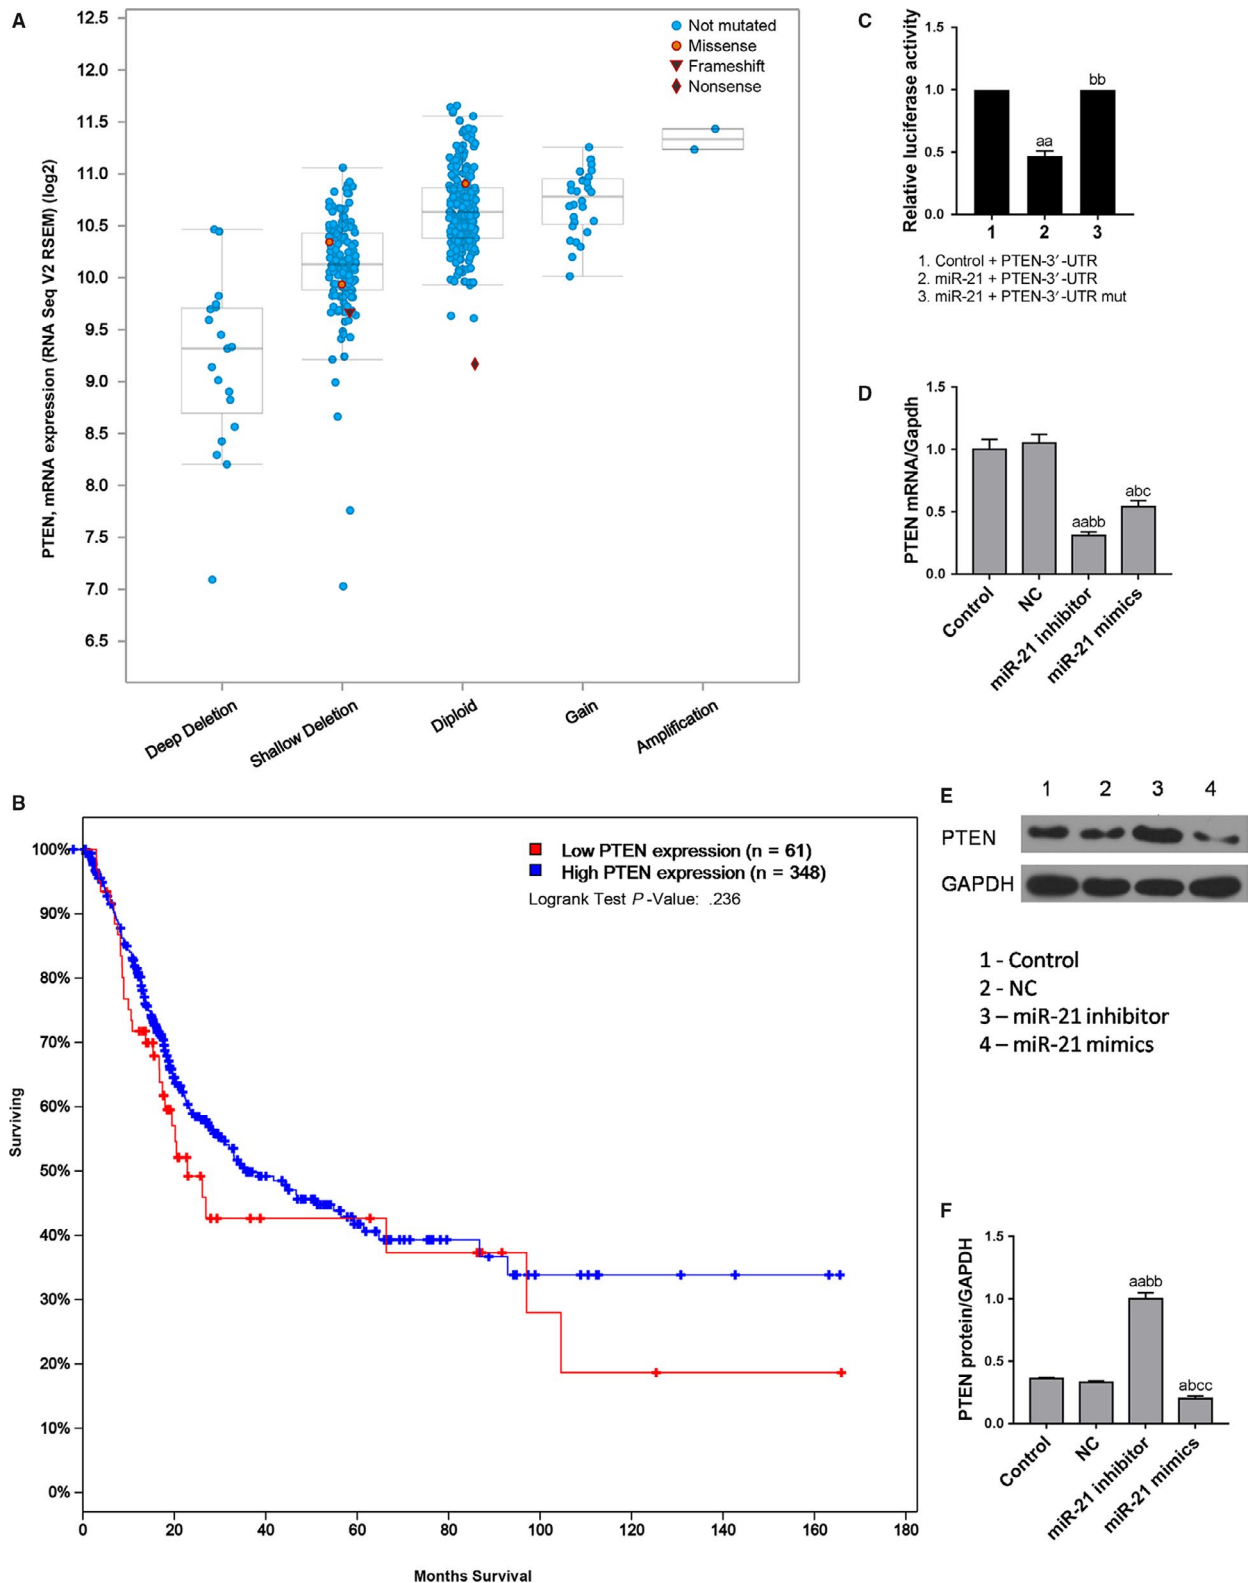 A
12.5
12.0
11.5
11.0
10.5
10.0
9.5
9.0
8.5
8.0
7.5
7.0
6.5
PTEN, mRNA expression (RNA Seq V2 RSEM) (log2)
Not mutated
Missense
Frameshift
Nonsense
Deep Deletion
Shallow Deletion
Diploid
Gain
Amplification
B
100%
90%
80%
70%
60%
50%
40%
30%
20%
10%
0%
Surviving
Low PTEN expression (n = 61)
High PTEN expression (n = 348)
Logrank Test P -Value: .236
0 20 40 60 80 100 120 140 160 180
Months Survival
C
1.5
1.0
0.5
0.0
Relative luciferase activity
aa
bb
1 2 3
1. Control + PTEN-3′-UTR
2. miR-21 + PTEN-3′-UTR
3. miR-21 + PTEN-3′-UTR mut
D
1.5
1.0
0.5
0.0
PTEN mRNA/Gapdh
aabb
abc
Control
NC
miR-21 inhibitor
miR-21 mimics
E
1 2 3 4
PTEN
GAPDH
1 - Control
2 - NC
3 – miR-21 inhibitor
4 – miR-21 mimics
F
1.5
1.0
0.5
0.0
PTEN protein/GAPDH
aabb
abcc
Control
NC
miR-21 inhibitor
miR-21 mimics